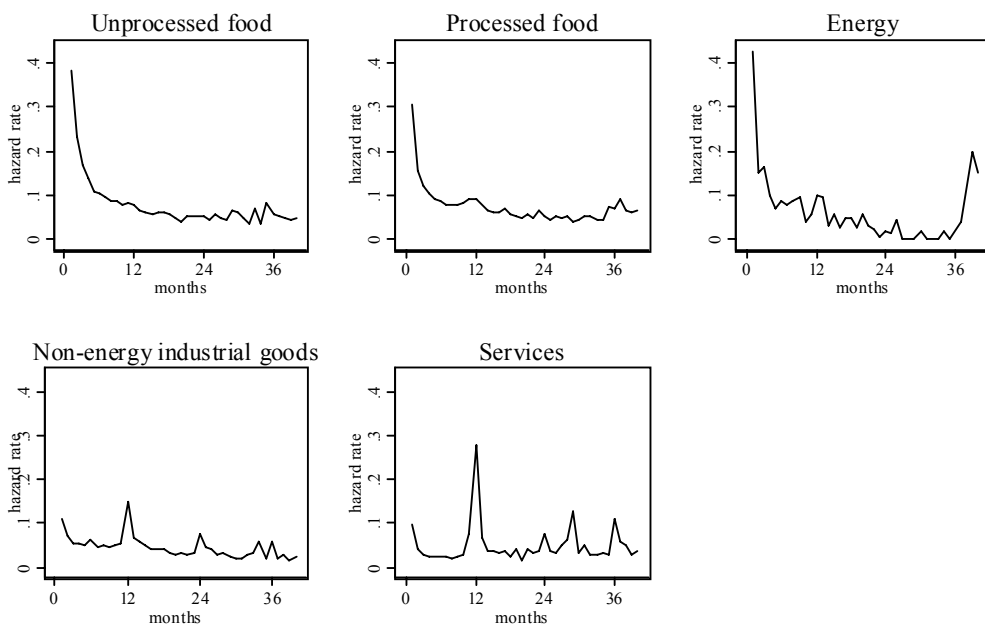 Unprocessed food
Processed food
Energy
hazard rate
0 .1 .2 .3 .4
0 12 24 36
months
hazard rate
0 .1 .2 .3 .4
0 12 24 36
months
hazard rate
0 .1 .2 .3 .4
0 12 24 36
months
Non-energy industrial goods
Services
hazard rate
0 .1 .2 .3 .4
0 12 24 36
months
hazard rate
0 .1 .2 .3 .4
0 12 24 36
months